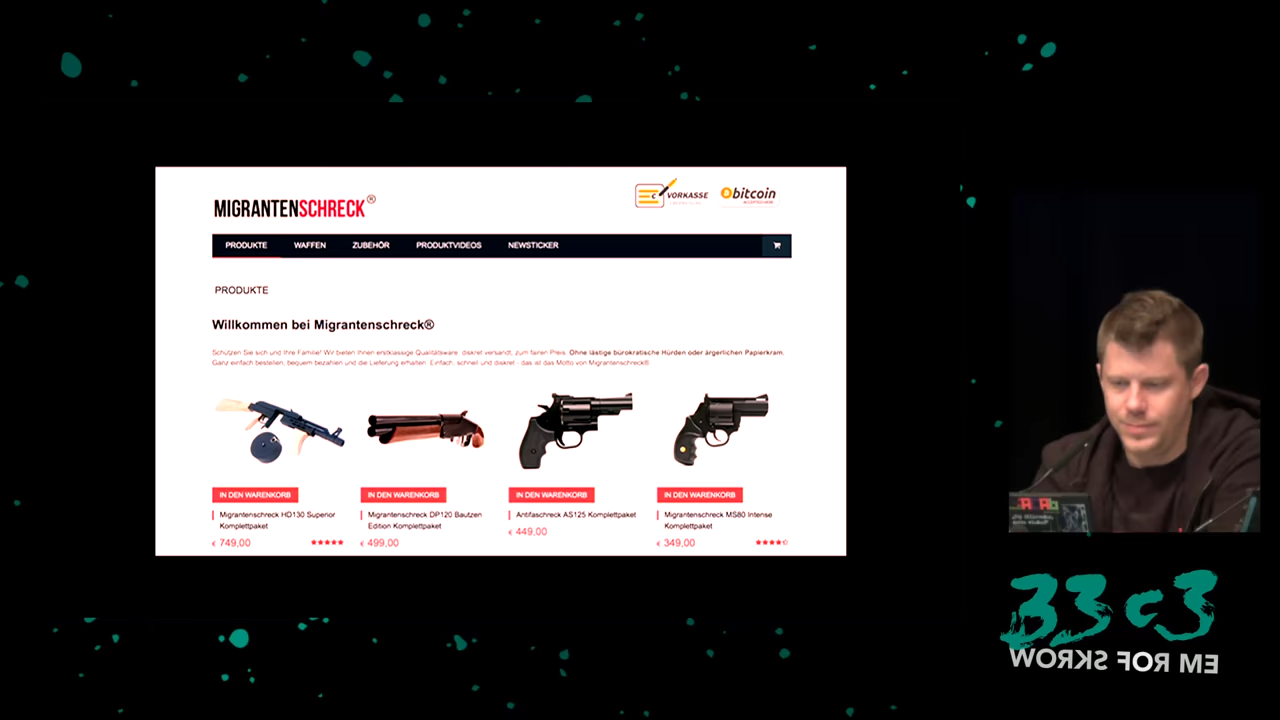 MIGRANTENSCHRECK®
VORKASSE
bitcoin
PRODUKTE WAFFEN ZUBEHÖR PRODUKTVIDEOS NEWSTICKER
PRODUKTE
Willkommen bei Migrantenschreck®
Schützen Sie sich und Ihre Familie! Wir bieten Ihnen erstklassige Qualitätsware, diskret versandt, zum fairen Preis. Ohne lästige bürokratische Hürden oder ärgerlichen Papierkram.
Ganz einfach bestellen, bequem bezahlen und die Lieferung erhalten. Einfach, schnell und diskret - das ist das Motto von Migrantenschreck®.
IN DEN WARENKORB IN DEN WARENKORB IN DEN WARENKORB IN DEN WARENKORB
Migrantenschreck HD130 Superior
Komplettpaket
€ 749,00
Migrantenschreck DP120 Bautzen
Edition Komplettpaket
€ 499,00
Antifaschreck AS125 Komplettpaket
€ 449,00
Migrantenschreck MS80 Intense
Komplettpaket
€ 349,00
33c3
WORKS FOR ME